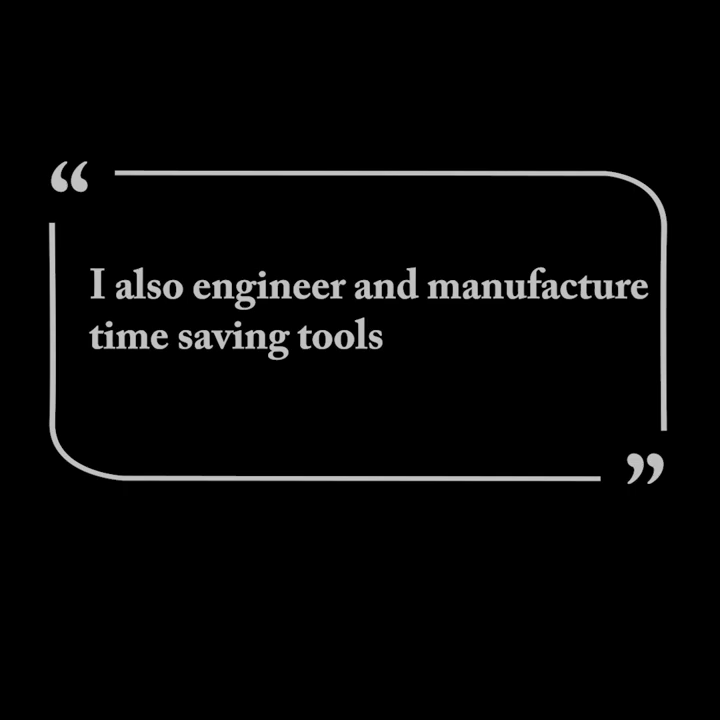 “
I also engineer and manufacture
time saving tools
”